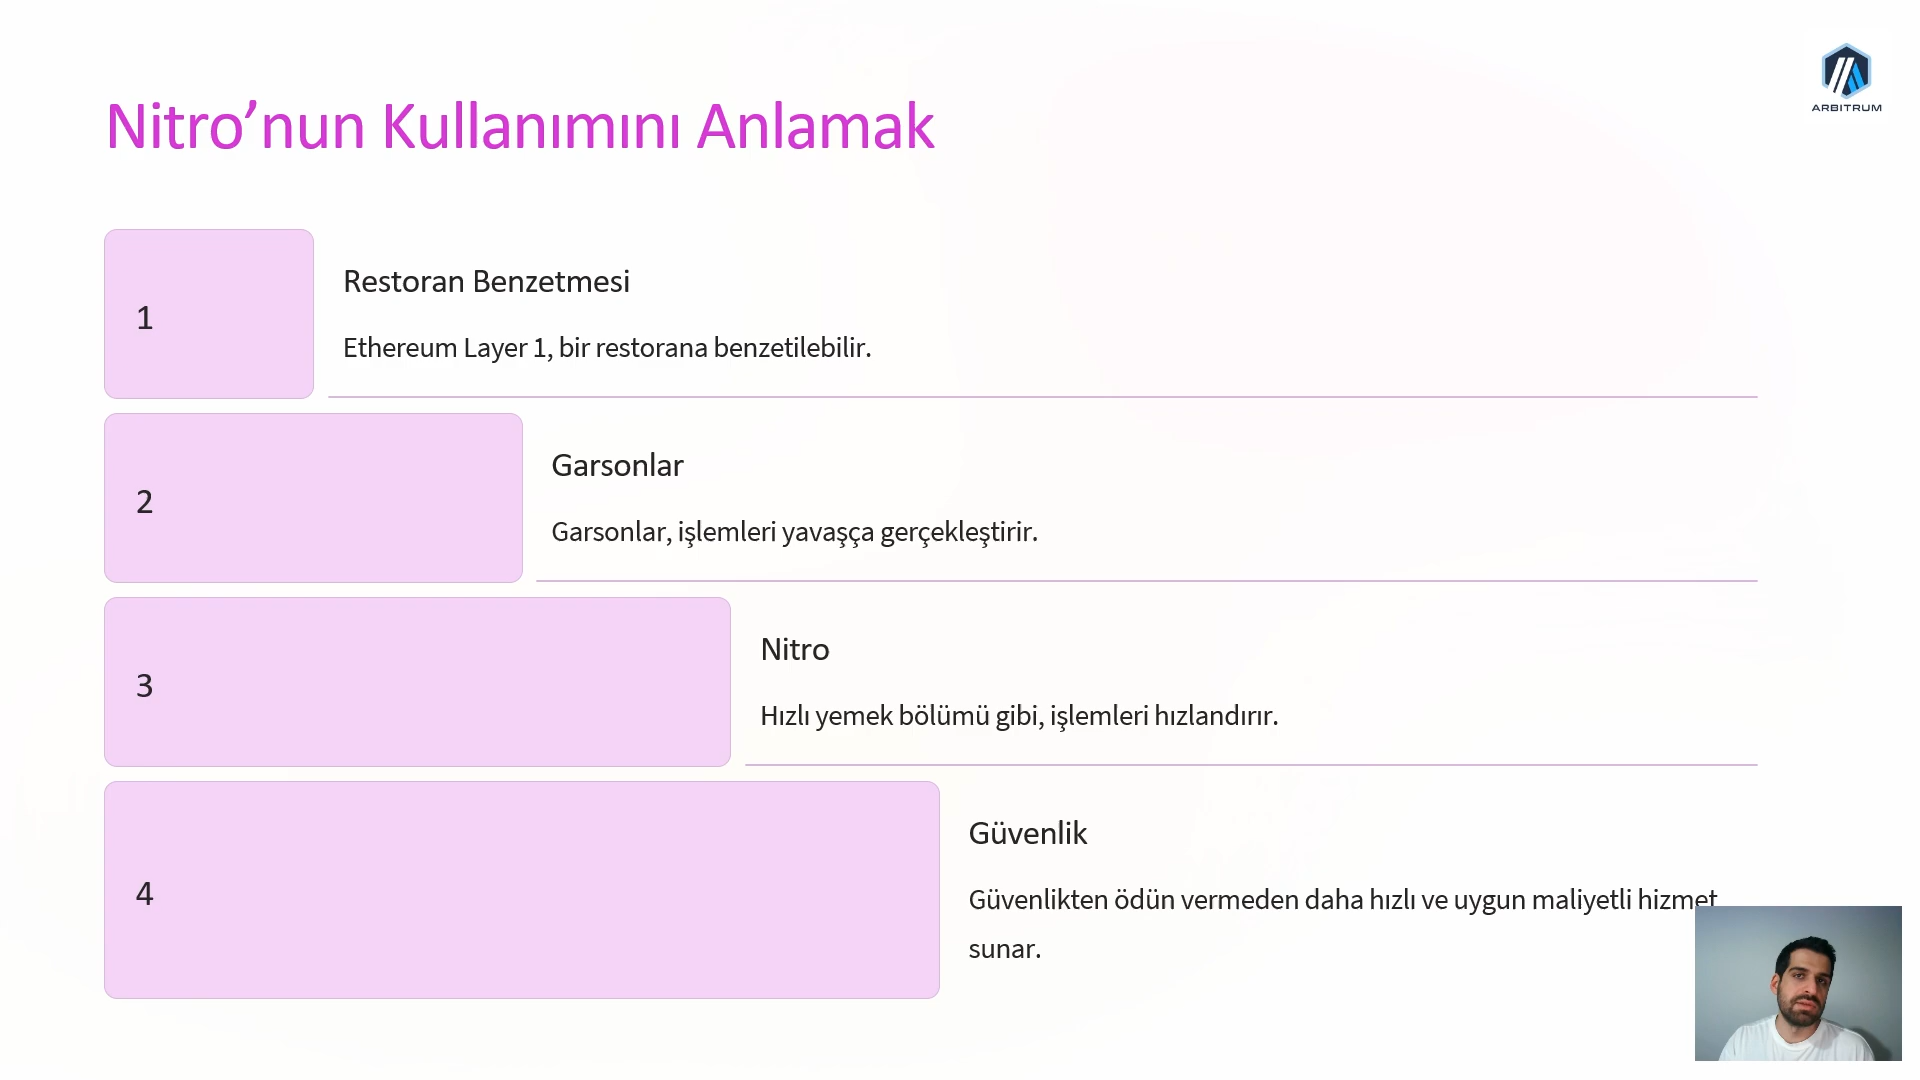 ARBITRUM
Nitro’nun Kullanımını Anlamak
1
Restoran Benzetmesi
Ethereum Layer 1, bir restorana benzetilebilir.
2
Garsonlar
Garsonlar, işlemleri yavaşça gerçekleştirir.
3
Nitro
Hızlı yemek bölümü gibi, işlemleri hızlandırır.
4
Güvenlik
Güvenlikten ödün vermeden daha hızlı ve uygun maliyetli hizmet
sunar.